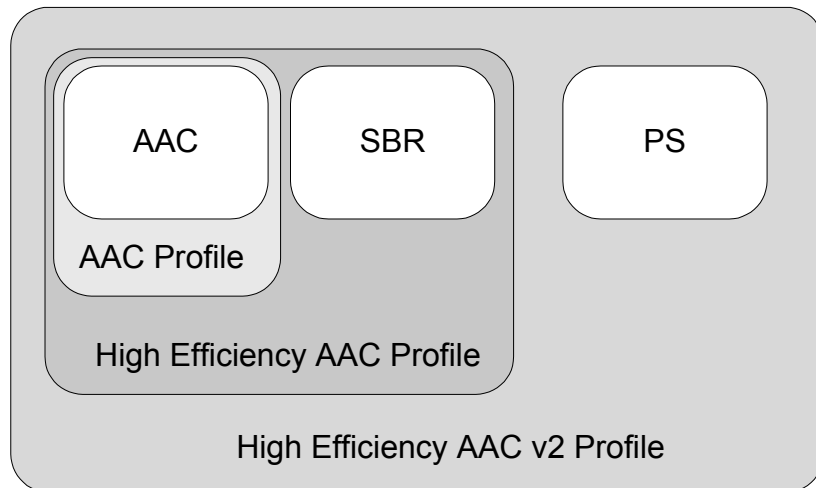 AAC
SBR
PS
AAC Profile
High Efficiency AAC Profile
High Efficiency AAC v2 Profile